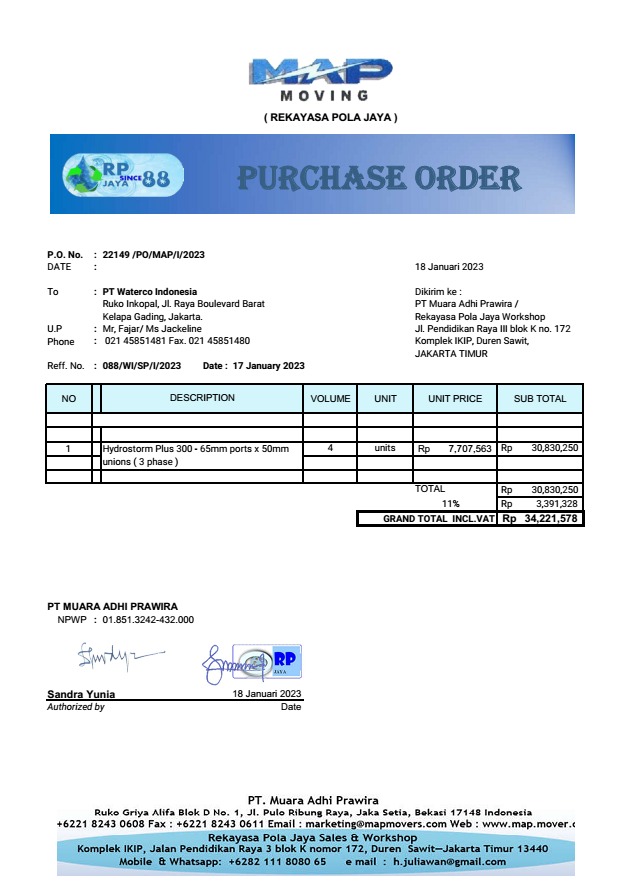 MAP
MOVING
( REKAYASA POLA JAYA )
RP
JAYA
SINCE 88
PURCHASE ORDER
P.O. No. : 22149 /PO/MAP/I/2023
DATE : 18 Januari 2023
To : PT Waterco Indonesia
Ruko Inkopal, Jl. Raya Boulevard Barat
Kelapa Gading, Jakarta.
U.P : Mr, Fajar/ Ms Jackeline
Phone : 021 45851481 Fax. 021 45851480
Dikirim ke :
PT Muara Adhi Prawira /
Rekayasa Pola Jaya Workshop
Jl. Pendidikan Raya III blok K no. 172
Komplek IKIP, Duren Sawit,
JAKARTA TIMUR
Reff. No. : 088/WI/SP/I/2023 Date : 17 January 2023
NO DESCRIPTION VOLUME UNIT UNIT PRICE SUB TOTAL
1 Hydrostorm Plus 300 - 65mm ports x 50mm 4 units Rp 7,707,563 Rp 30,830,250
unions ( 3 phase )
TOTAL Rp 30,830,250
11% Rp 3,391,328
GRAND TOTAL INCL.VAT Rp 34,221,578
PT MUARA ADHI PRAWIRA
NPWP : 01.851.3242-432.000
RP
JAYA
Sandra Yunia 18 Januari 2023
Authorized by Date
PT. Muara Adhi Prawira
Ruko Griya Alifa Blok D No. 1, Jl. Pulo Ribung Raya, Jaka Setia, Bekasi 17148 Indonesia
+6221 8243 0608 Fax : +6221 8243 0611 Email : marketing@mapmovers.com Web : www.map.mover.c
Rekayasa Pola Jaya Sales & Workshop
Komplek IKIP, Jalan Pendidikan Raya 3 blok K nomor 172, Duren Sawit—Jakarta Timur 13440
Mobile & Whatsapp: +6282 111 8080 65 e mail : h.juliawan@gmail.com